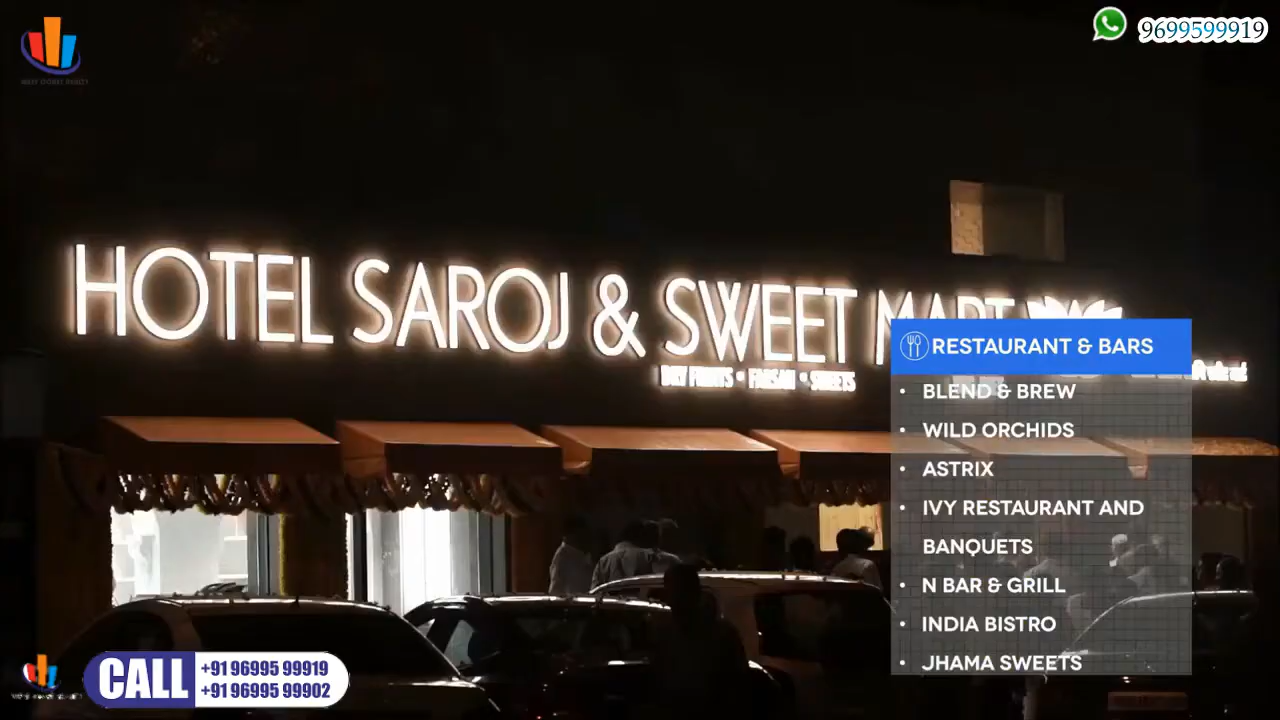 9699599919
HOTEL SAROJ & SWEET MART
DRY FRUITS • FARSAN • SWEETS
RESTAURANT & BARS
• BLEND & BREW
• WILD ORCHIDS
• ASTRIX
• IVY RESTAURANT AND
BANQUETS
• N BAR & GRILL
• INDIA BISTRO
• JHAMA SWEETS
CALL
+91 96995 99919
+91 96995 99902